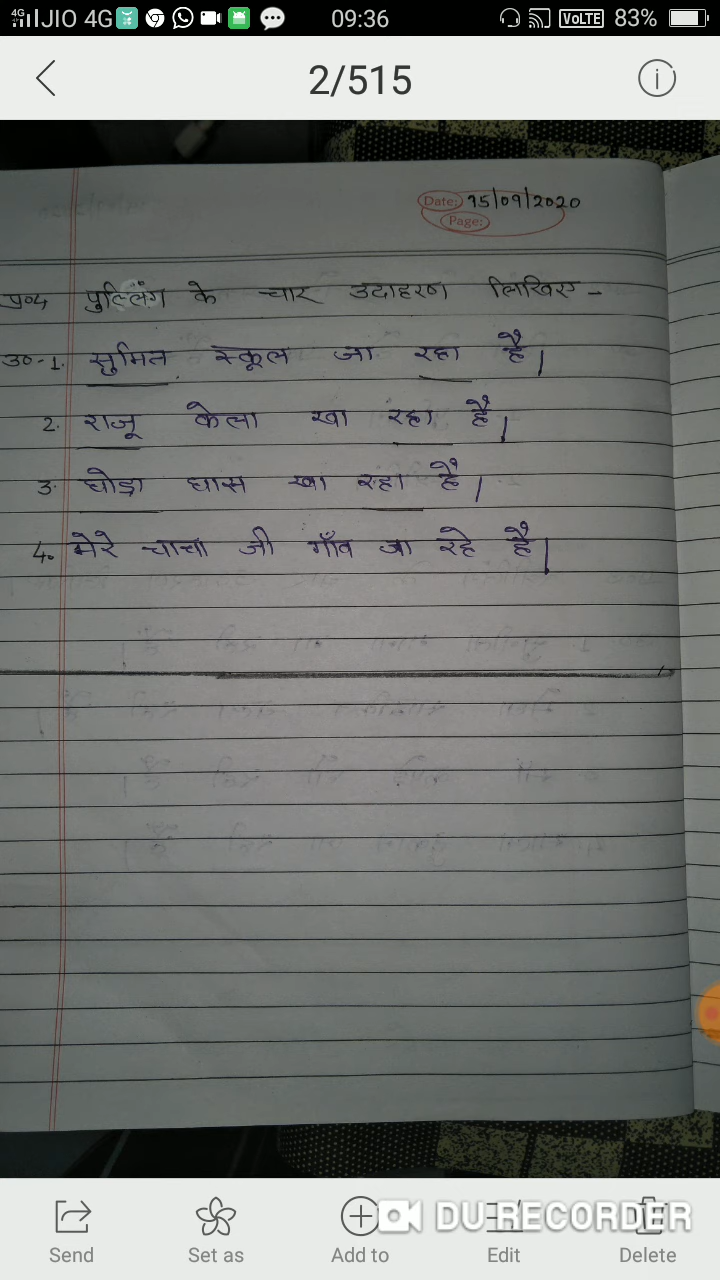 4G JIO 4G 09:36 VoLTE 83%
2/515
Date: 15/09/2020
Page:
प्र०4 पुल्लिंग के चार उदाहरण लिखिए -
उ०-1. सुमित स्कूल जा रहा है।
2. राजू केला खा रहा है।
3. घोड़ा घास खा रहा है।
4. मेरे चाचा जी गाँव जा रहे है।
DU RECORDER
Send Set as Add to Edit Delete